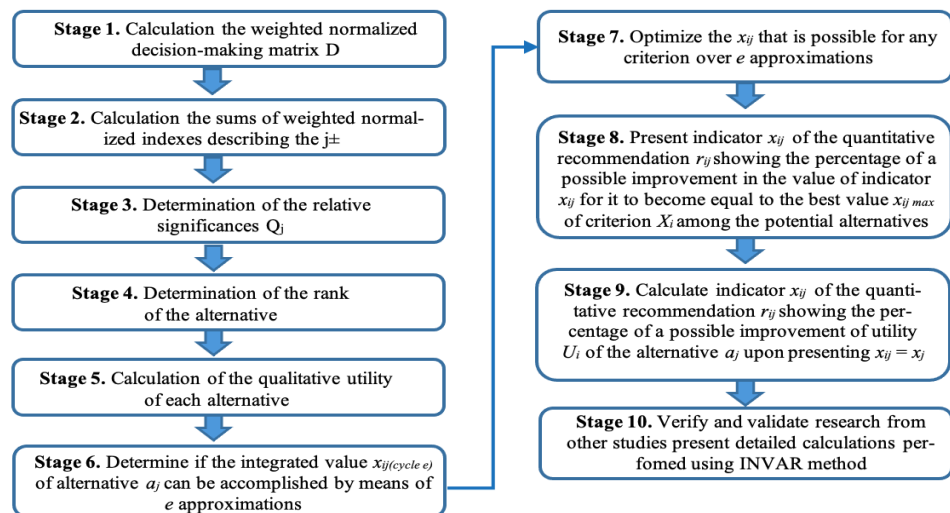 Stage 1. Calculation the weighted normalized
decision-making matrix D
Stage 2. Calculation the sums of weighted normal-
ized indexes describing the j±
Stage 3. Determination of the relative
significances Qj
Stage 4. Determination of the rank
of the alternative
Stage 5. Calculation of the qualitative utility
of each alternative
Stage 6. Determine if the integrated value xij(cycle e)
of alternative aj can be accomplished by means of
e approximations
Stage 7. Optimize the xij that is possible for any
criterion over e approximations
Stage 8. Present indicator xij of the quantitative
recommendation rij showing the percentage of a
possible improvement in the value of indicator
xij for it to become equal to the best value xij max
of criterion Xi among the potential alternatives
Stage 9. Calculate indicator xij of the quanti-
tative recommendation rij showing the per-
centage of a possible improvement of utility
Ui of the alternative aj upon presenting xij = xj
Stage 10. Verify and validate research from
other studies present detailed calculations per-
fomed using INVAR method